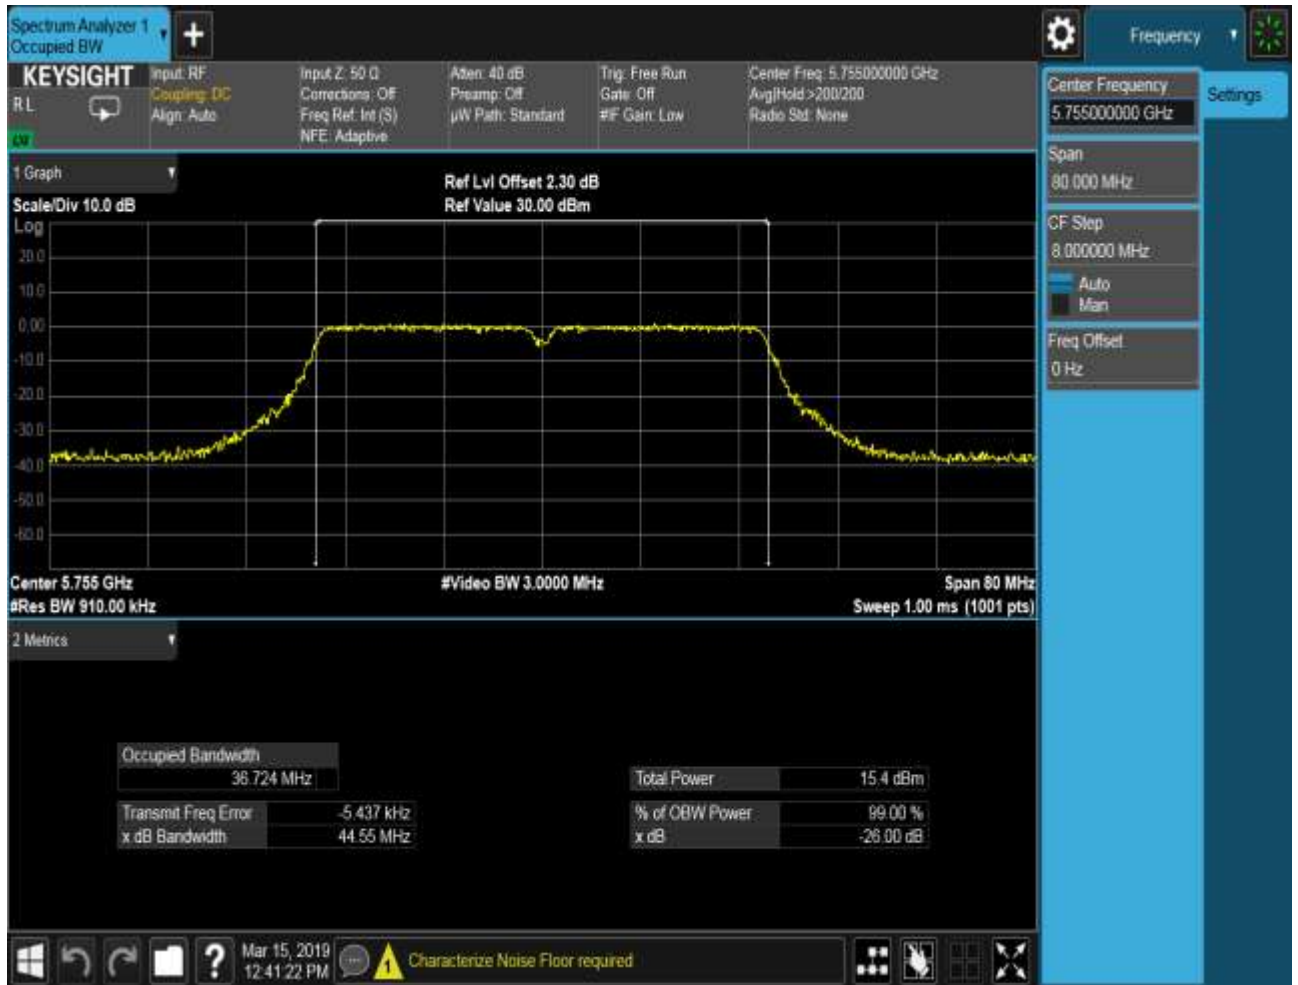 Spectrum Analyzer 1
Occupied BW
Frequency
KEYSIGHT
R L
Input: RF
Coupling: DC
Align: Auto
Input Z: 50 Ω
Corrections: Off
Freq Ref: Int (S)
NFE: Adaptive
Atten: 40 dB
Preamp: Off
µW Path: Standard
Trig: Free Run
Gate: Off
#IF Gain: Low
Center Freq: 5.755000000 GHz
Avg|Hold:>200/200
Radio Std: None
Center Frequency
5.755000000 GHz
Settings
Span
80.000 MHz
CF Step
8.000000 MHz
Auto
Man
Freq Offset
0 Hz
1 Graph
Scale/Div 10.0 dB
Ref Lvl Offset 2.30 dB
Ref Value 30.00 dBm
Log
20.0
10.0
0.00
-10.0
-20.0
-30.0
-40.0
-50.0
-60.0
Center 5.755 GHz
#Video BW 3.0000 MHz
Span 80 MHz
#Res BW 910.00 kHz
Sweep 1.00 ms (1001 pts)
2 Metrics
Occupied Bandwidth
36.724 MHz
Total Power 15.4 dBm
Transmit Freq Error -5.437 kHz
% of OBW Power 99.00 %
x dB Bandwidth 44.55 MHz
x dB -26.00 dB
?
Mar 15, 2019
12:41:22 PM
1
Characterize Noise Floor required